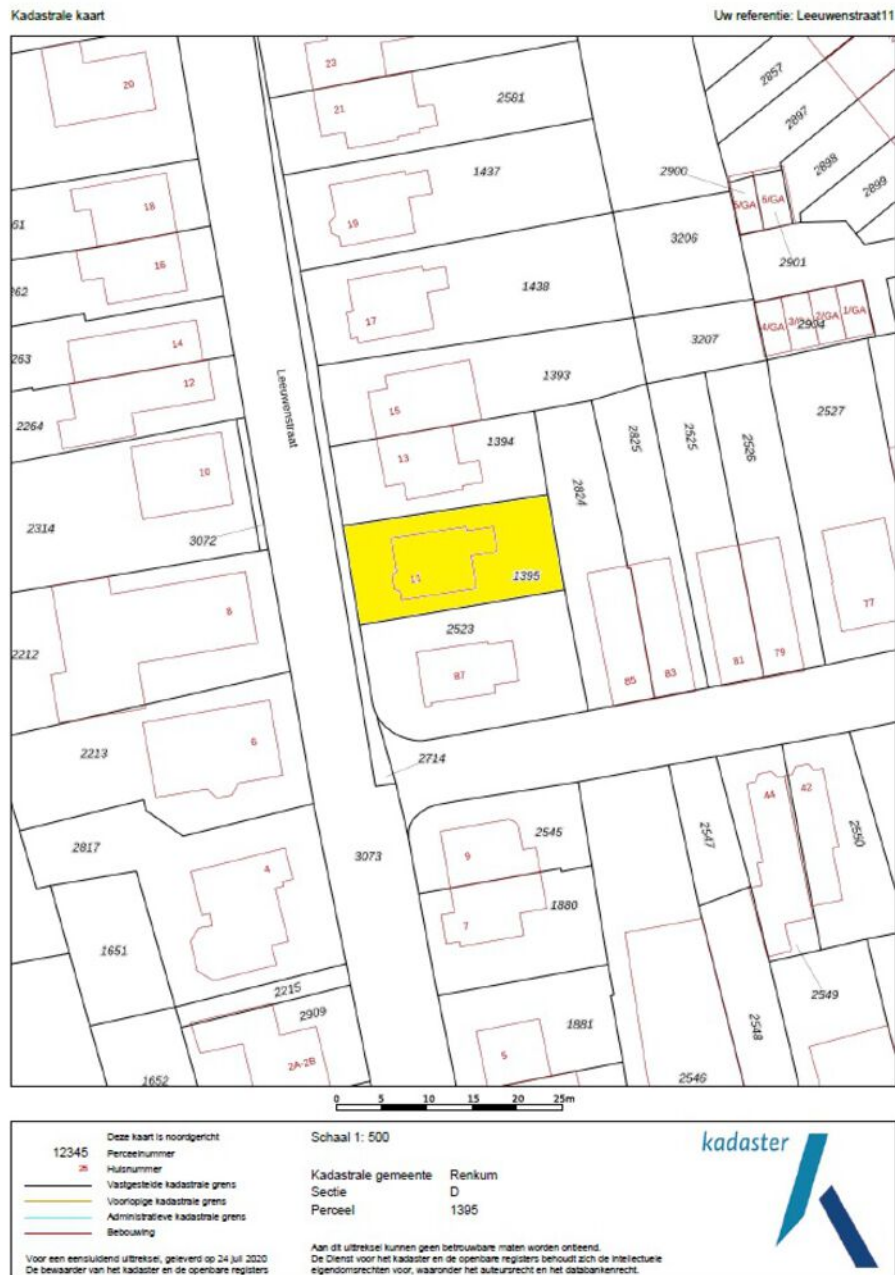 Kadastrale kaart
Uw referentie: Leeuwenstraat11
20
23
21
2581
2857
2897
2898
2899
1437
2900
5/GA
6/GA
18
19
61
3206
2901
16
262
1438
17
3207
4/GA
2/GA
1/GA
2904
14
263
12
1393
15
2264
Leeuwenstraat
2527
2825
2525
2526
1394
13
10
2314
2824
3072
11
1395
8
2523
77
2212
87
85
83
81
79
6
2213
2714
44
42
2547
2550
2545
9
2817
3073
4
7
1880
1651
2215
2549
2909
1881
2548
5
2A-2B
1652
2546
0 5 10 15 20 25m
Deze kaart is noordgericht
12345 Perceelnummer
25 Huisnummer
Vastgestelde kadastrale grens
Voorlopige kadastrale grens
Administratieve kadastrale grens
Bebouwing
Voor een eensluidend uittreksel, geleverd op 24 juli 2020
De bewaarder van het kadaster en de openbare registers
Schaal 1: 500
Kadastrale gemeente Renkum
Sectie D
Perceel 1395
Aan dit uittreksel kunnen geen betrouwbare maten worden ontleend.
De Dienst voor het kadaster en de openbare registers behoudt zich de intellectuele
eigendomsrechten voor, waaronder het auteursrecht en het databankenrecht.
kadaster